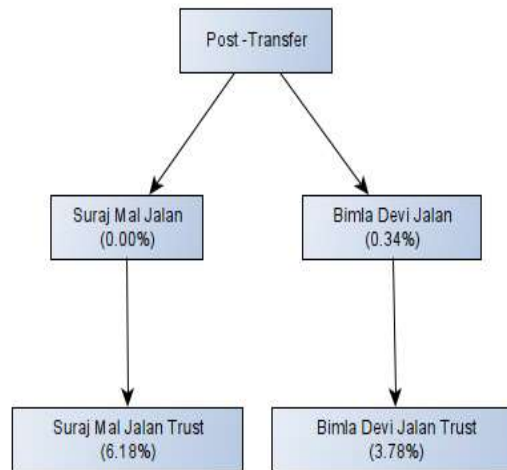 Post -Transfer
Suraj Mal Jalan
(0.00%)
Bimla Devi Jalan
(0.34%)
Suraj Mal Jalan Trust
(6.18%)
Bimla Devi Jalan Trust
(3.78%)